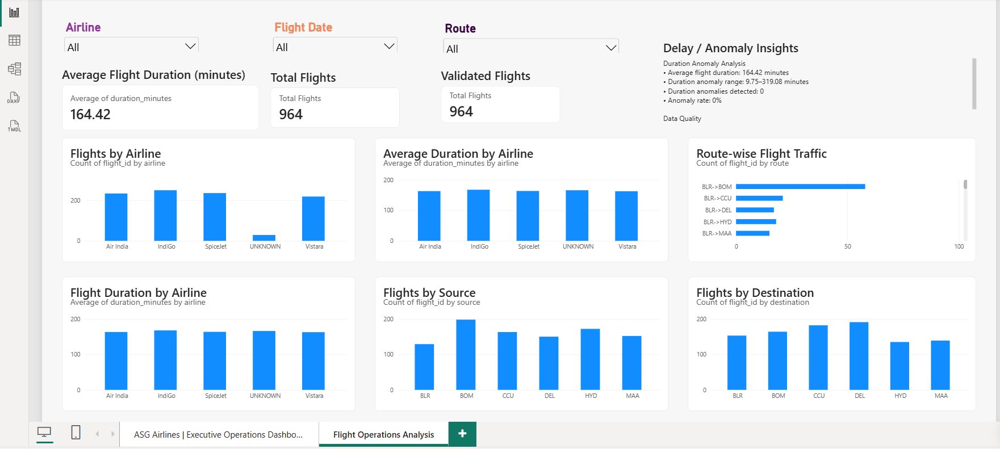 Airline
All
Flight Date
All
Route
All
Average Flight Duration (minutes)
Average of duration_minutes
164.42
Total Flights
Total Flights
964
Validated Flights
Total Flights
964
Delay / Anomaly Insights
Duration Anomaly Analysis
• Average flight duration: 164.42 minutes
• Duration anomaly range: 9.75–319.08 minutes
• Duration anomalies detected: 0
• Anomaly rate: 0%
Data Quality
DAX
TMDL
Flights by Airline
Count of flight_id by airline
200
0
Air India IndiGo SpiceJet UNKNOWN Vistara
Average Duration by Airline
Average of duration_minutes by airline
200
100
0
Air India IndiGo SpiceJet UNKNOWN Vistara
Route-wise Flight Traffic
Count of flight_id by route
BLR->BOM
BLR->CCU
BLR->DEL
BLR->HYD
BLR->MAA
0 50 100
Flight Duration by Airline
Average of duration_minutes by airline
200
100
0
Air India IndiGo SpiceJet UNKNOWN Vistara
Flights by Source
Count of flight_id by source
200
100
0
BLR BOM CCU DEL HYD MAA
Flights by Destination
Count of flight_id by destination
200
100
0
BLR BOM CCU DEL HYD MAA
ASG Airlines | Executive Operations Dashbo...
Flight Operations Analysis
+